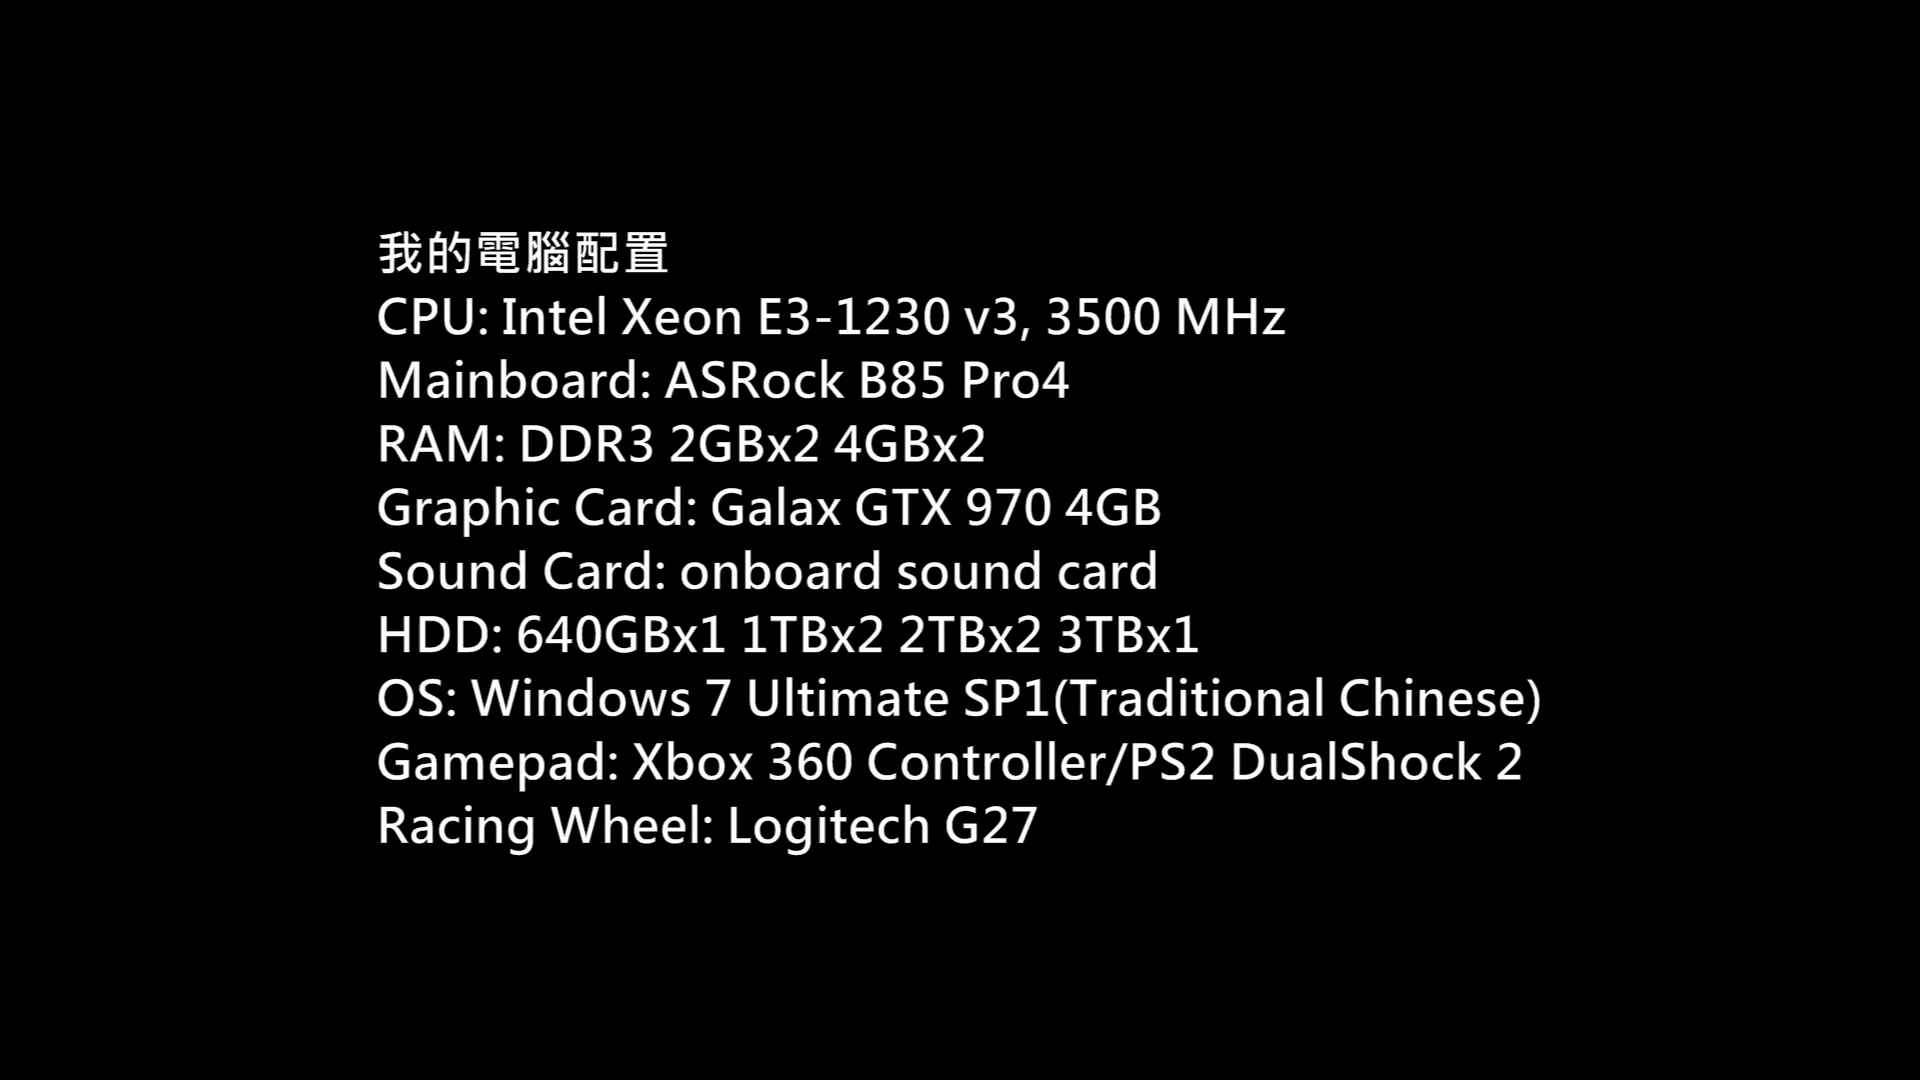 我的電腦配置
CPU: Intel Xeon E3-1230 v3, 3500 MHz
Mainboard: ASRock B85 Pro4
RAM: DDR3 2GBx2 4GBx2
Graphic Card: Galax GTX 970 4GB
Sound Card: onboard sound card
HDD: 640GBx1 1TBx2 2TBx2 3TBx1
OS: Windows 7 Ultimate SP1(Traditional Chinese)
Gamepad: Xbox 360 Controller/PS2 DualShock 2
Racing Wheel: Logitech G27